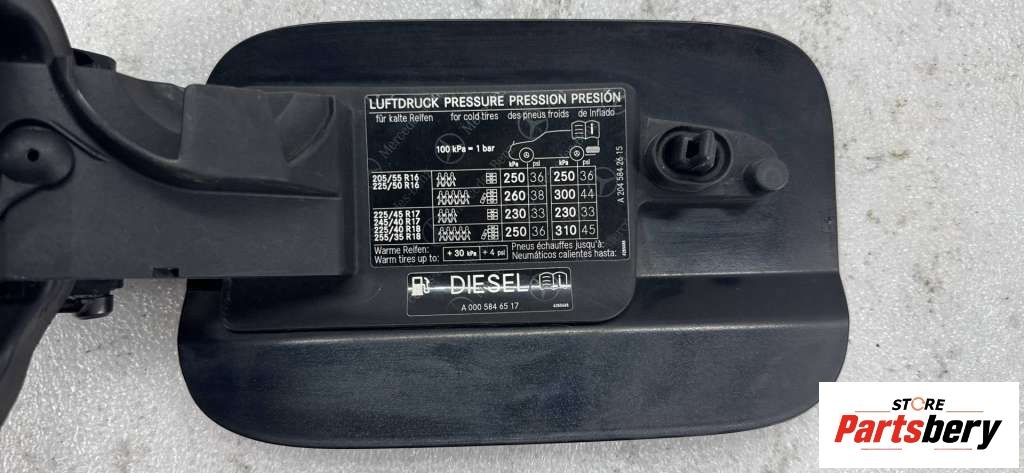 LUFTDRUCK PRESSURE PRESSION PRESIÓN
für kalte Reifen for cold tires des pneus froids de inflado
100 kPa = 1 bar
kPa psi kPa psi
205/55 R16
225/50 R16
250 36 250 36
260 38 300 44
225/45 R17
245/40 R17
230 33 230 33
225/40 R18
255/35 R18
250 36 310 45
Warme Reifen:
Warm tires up to:
+ 30 kPa + 4 psi
Pneus échauffés jusqu'à:
Neumáticos calientes hasta:
A 204 584 26 15
DIESEL
A 000 584 65 17
STORE
Partsbery